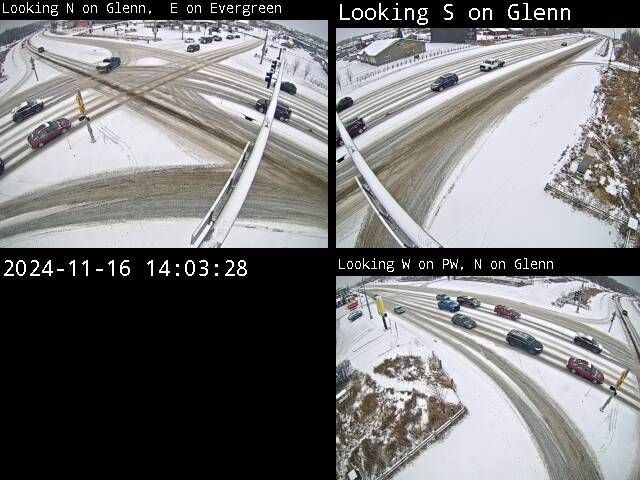 Looking N on Glenn,  E on Evergreen
Looking S on Glenn
2024-11-16 14:03:28
Looking W on PW, N on Glenn